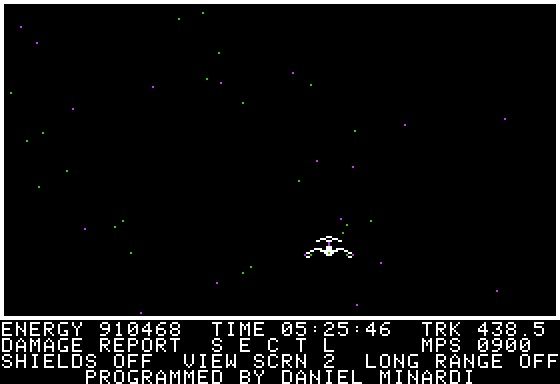 ENERGY 910468 TIME 05:25:46 TRK 438.5
DAMAGE REPORT S E C T L MPS 0900
SHIELDS OFF VIEW SCRN 2 LONG RANGE OFF
PROGRAMMED BY DANIEL MINARDI